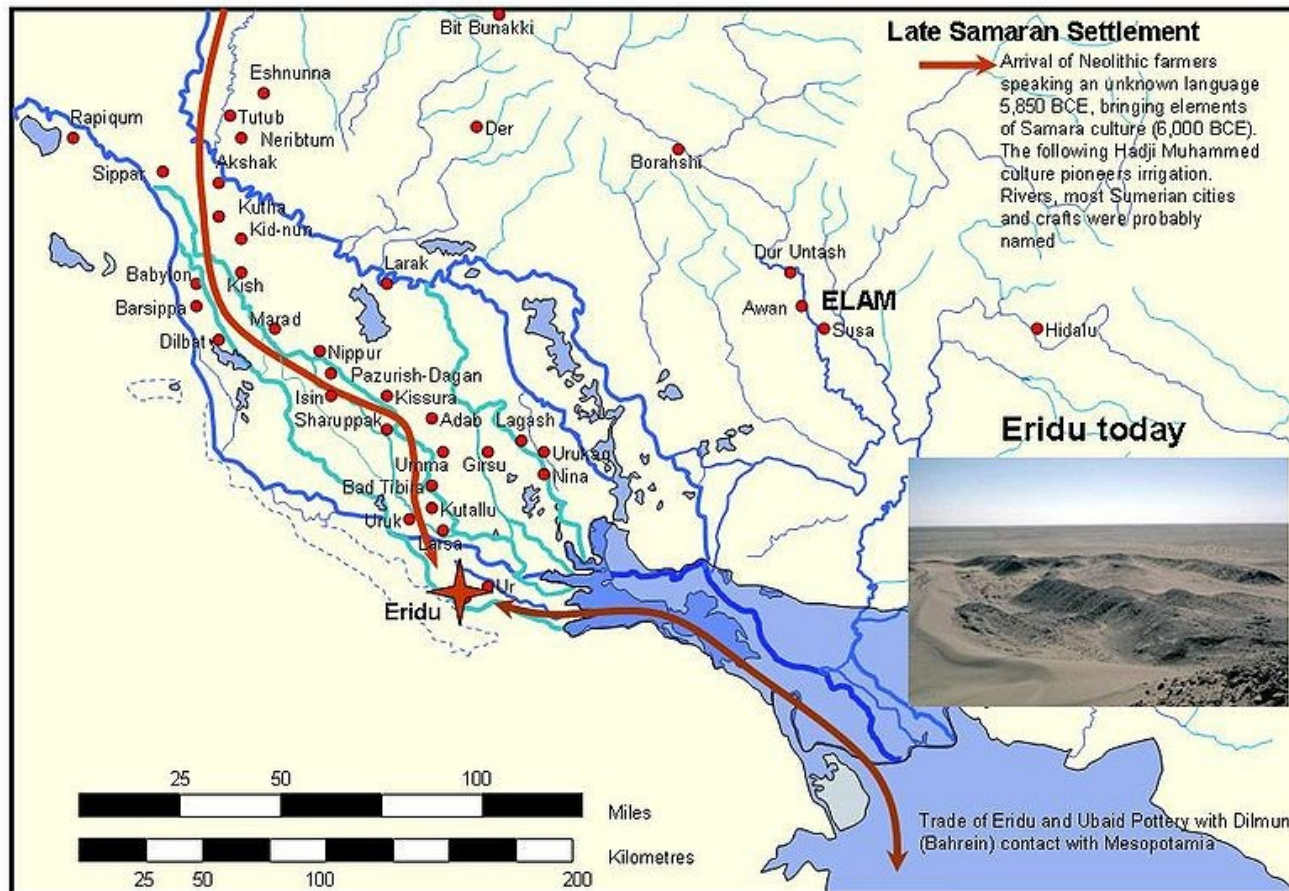 Bit Bunakki
Late Samaran Settlement
Arrival of Neolithic farmers
speaking an unknown language
5,850 BCE, bringing elements
of Samara culture (6,000 BCE).
The following Hadji Muhammed
culture pioneers irrigation.
Rivers, most Sumerian cities
and crafts were probably
named
Eshnunna
Rapiqum
Tutub
Neribtum
Der
Borahshi
Akshak
Sippar
Kutha
Kid-nun
Dur Untash
Larak
Babylon
Kish
Barsippa
Awan
ELAM
Marad
Susa
Hidalu
Dilbat
Nippur
Pazurish-Dagan
Isin
Kissura
Sharuppak
Adab
Lagash
Eridu today
Umma
Girsu
Urukag
Nina
Bad Tibira
Kutallu
Uruk
Larsa
Ur
Eridu
25 50 100
Miles
Trade of Eridu and Ubaid Pottery with Dilmun
(Bahrein) contact with Mesopotamia
Kilometres
25 50 100 200